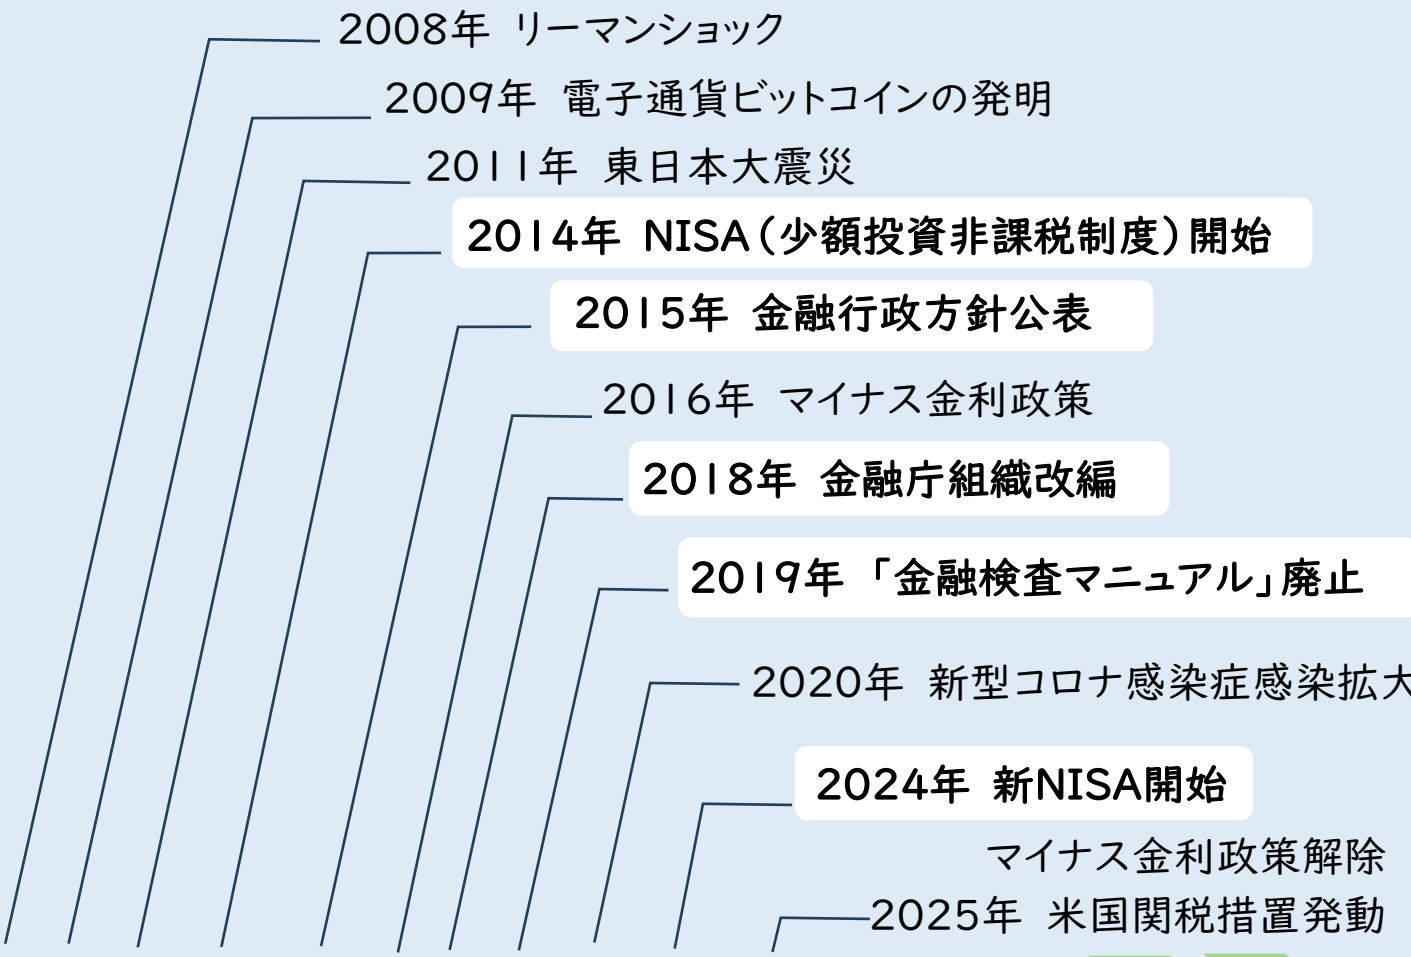 2008年 リーマンショック
2009年 電子通貨ビットコインの発明
2011年 東日本大震災
2014年 NISA(少額投資非課税制度)開始
2015年 金融行政方針公表
2016年 マイナス金利政策
2018年 金融庁組織改編
2019年「金融検査マニュアル」廃止
2020年 新型コロナ感染症感染拡大
2024年 新NISA開始
マイナス金利政策解除
2025年 米国関税措置発動